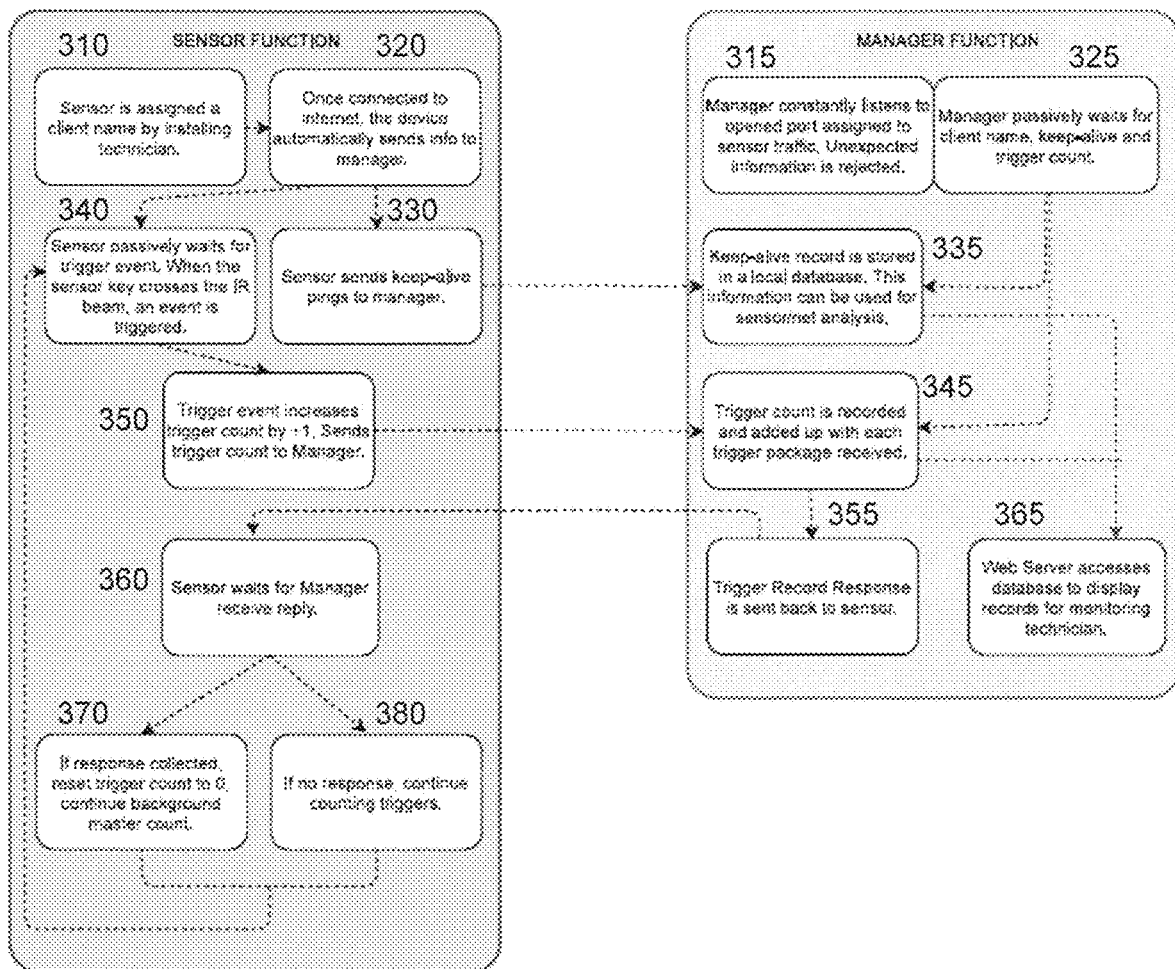 SENSOR FUNCTION
310
320
Sensor is assigned
a client name by installing
technician.
Once connected to
internet, the device
automatically sends info to
manager.
340
330
Sensor passively waits for
trigger event. When the
sensor key crosses the IR
beam, an event is
triggered.
Sensor sends keep-alive
pings to manager.
350
Trigger event increases
trigger count by +1, Sends
trigger count to Manager.
360
Sensor waits for Manager
receive reply.
370
380
If response collected,
reset trigger count to 0,
continue background
master count.
If no response, continue
counting triggers.
MANAGER FUNCTION
315
325
Manager constantly listens to
opened port assigned to
sensor traffic, Unexpected
information is rejected.
Manager passively waits for
client name, keep-alive and
trigger count.
335
Keep-alive record is stored
in a local database. This
information can be used for
sensor/net analysis.
345
Trigger count is recorded
and added up with each
trigger package received.
355
365
Trigger Record Response
is sent back to sensor.
Web Server accesses
database to display
records for monitoring
technician.